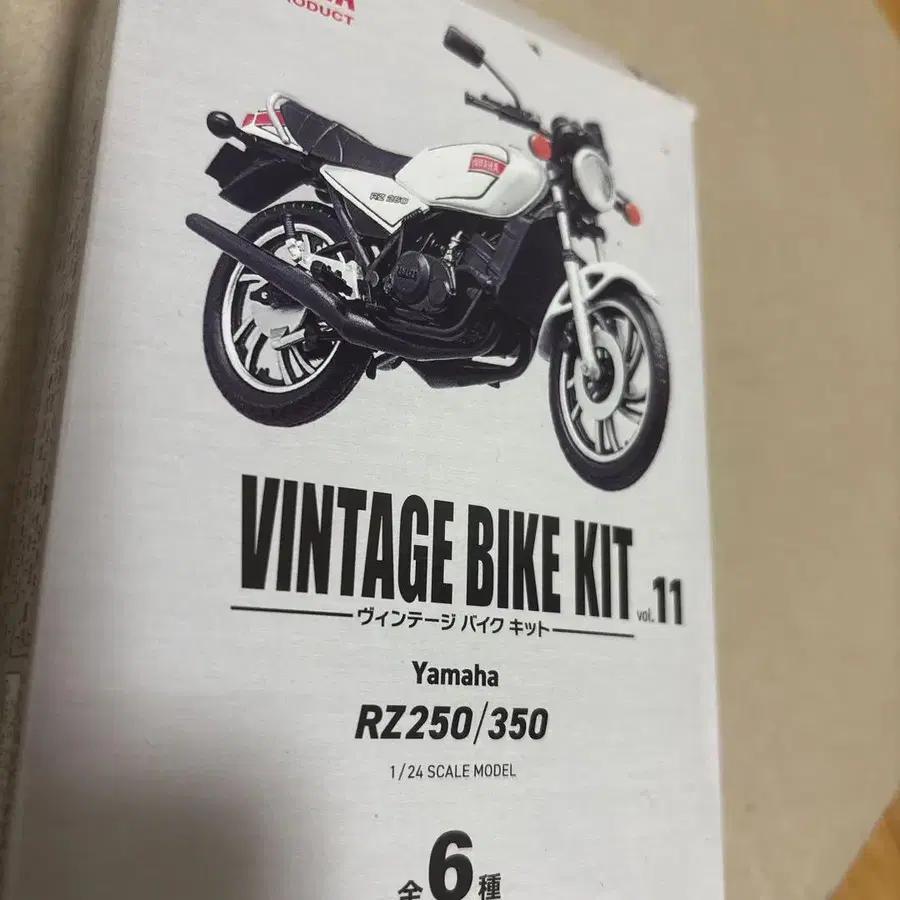 PRODUCT
RZ 250
VINTAGE BIKE KIT vol.11
ヴィンテージ バイク キット
Yamaha
RZ250/350
1/24 SCALE MODEL
全6種